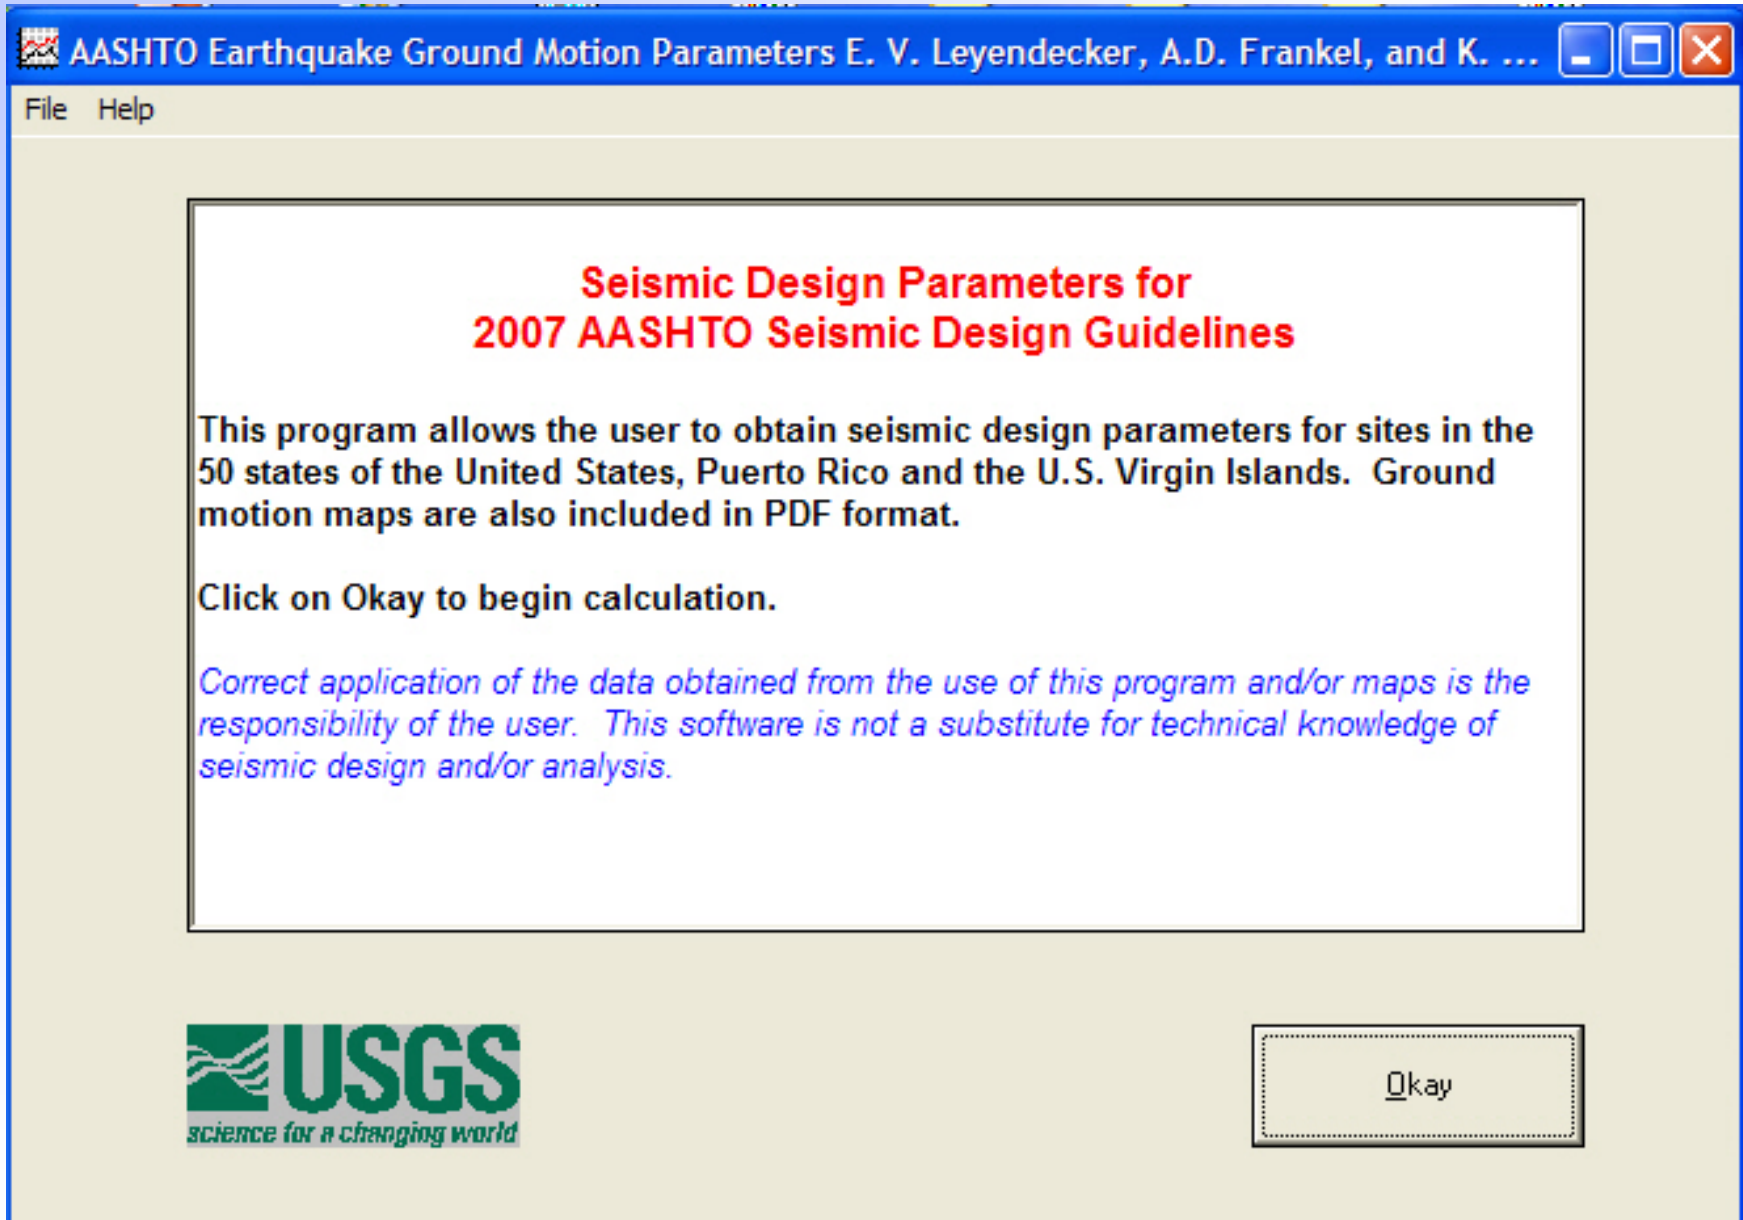 AASHTO Earthquake Ground Motion Parameters E. V. Leyendecker, A.D. Frankel, and K. ...
File Help
Seismic Design Parameters for
2007 AASHTO Seismic Design Guidelines
This program allows the user to obtain seismic design parameters for sites in the
50 states of the United States, Puerto Rico and the U.S. Virgin Islands.  Ground
motion maps are also included in PDF format.
Click on Okay to begin calculation.
Correct application of the data obtained from the use of this program and/or maps is the
responsibility of the user.  This software is not a substitute for technical knowledge of
seismic design and/or analysis.
USGS
science for a changing world
Okay